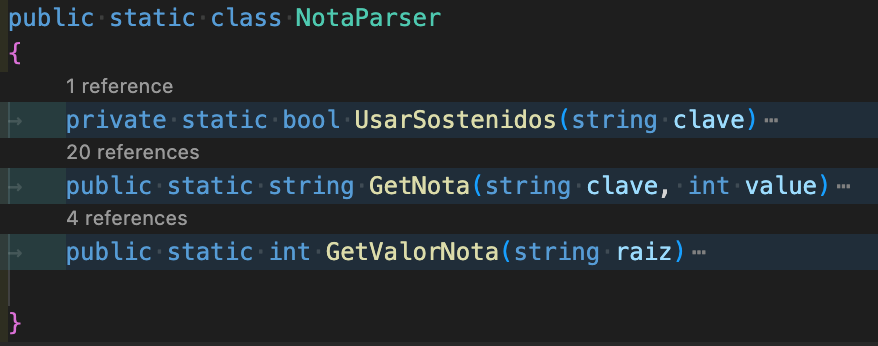 public static class NotaParser
{
1 reference
private static bool UsarSostenidos(string clave)…
20 references
public static string GetNota(string clave, int value)…
4 references
public static int GetValorNota(string raiz)…
}